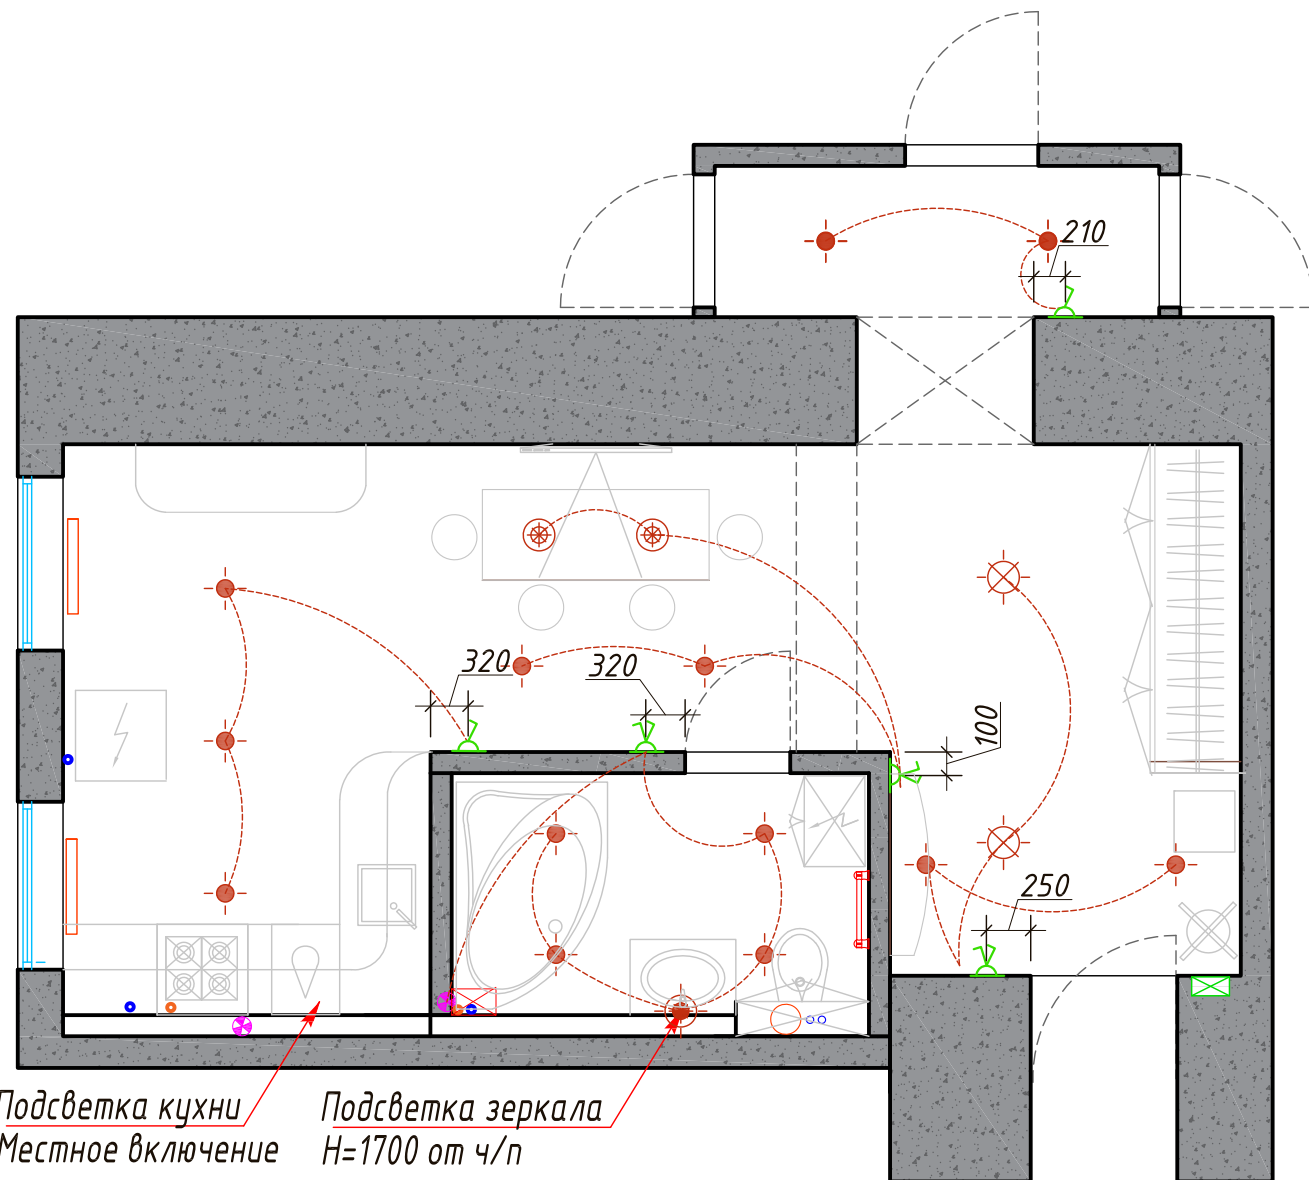 210
320
320
100
250
Подсветка кухни
Местное включение
Подсветка зеркала
Н=1700 от ч/п